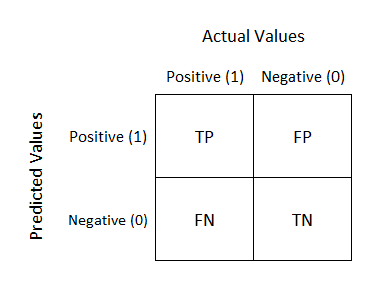 Actual Values
Positive (1) Negative (0)
Predicted Values
Positive (1) TP FP
Negative (0) FN TN